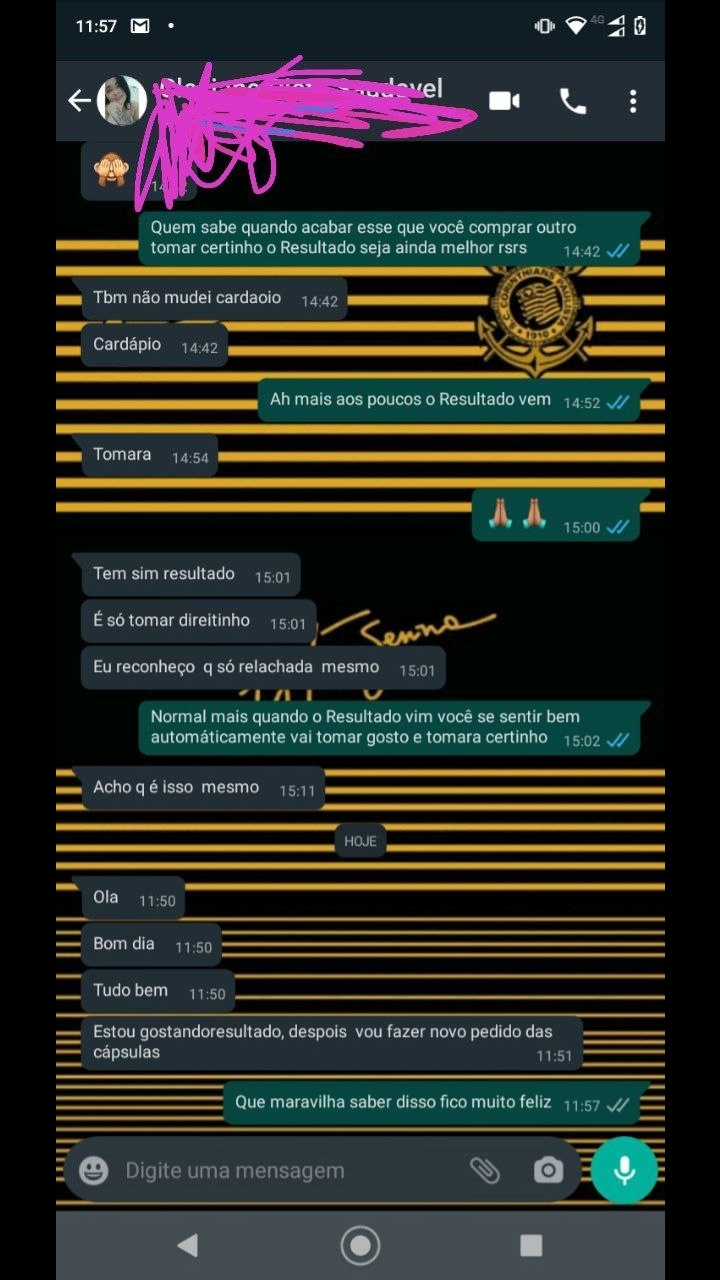 11:57
4G
14:42
Quem sabe quando acabar esse que você comprar outro
tomar certinho o Resultado seja ainda melhor rsrs 14:42
Tbm não mudei cardaoio 14:42
CORINTHIANS PAULISTA
1910
Cardápio 14:42
Ah mais aos poucos o Resultado vem 14:52
Tomara 14:54
15:00
Tem sim resultado 15:01
É só tomar direitinho 15:01
Senna
Eu reconheço q só relachada mesmo 15:01
Normal mais quando o Resultado vim você se sentir bem
automáticamente vai tomar gosto e tomara certinho 15:02
Acho q é isso mesmo 15:11
HOJE
Ola 11:50
Bom dia 11:50
Tudo bem 11:50
Estou gostandoresultado, despois vou fazer novo pedido das
cápsulas 11:51
Que maravilha saber disso fico muito feliz 11:57
Digite uma mensagem